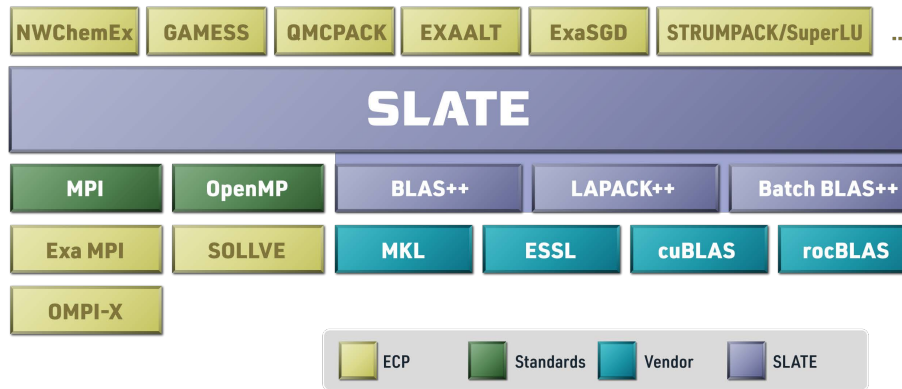 NWChemEx GAMESS QMCPACK EXAALT ExaSGD STRUMPACK/SuperLU ..
SLATE
MPI OpenMP BLAS++ LAPACK++ Batch BLAS++
Exa MPI SOLLVE MKL ESSL cuBLAS rocBLAS
OMPI-X
ECP Standards Vendor SLATE